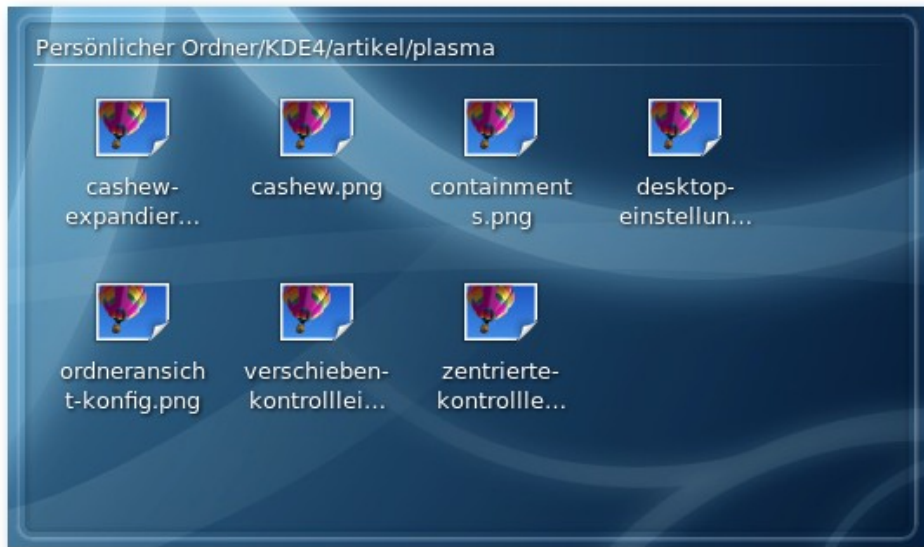 Persönlicher Ordner/KDE4/artikel/plasma
cashew-
expandier...
cashew.png
containment
s.png
desktop-
einstellun...
ordneransich
t-konfig.png
verschieben-
kontrolllei...
zentrierte-
kontrollle...